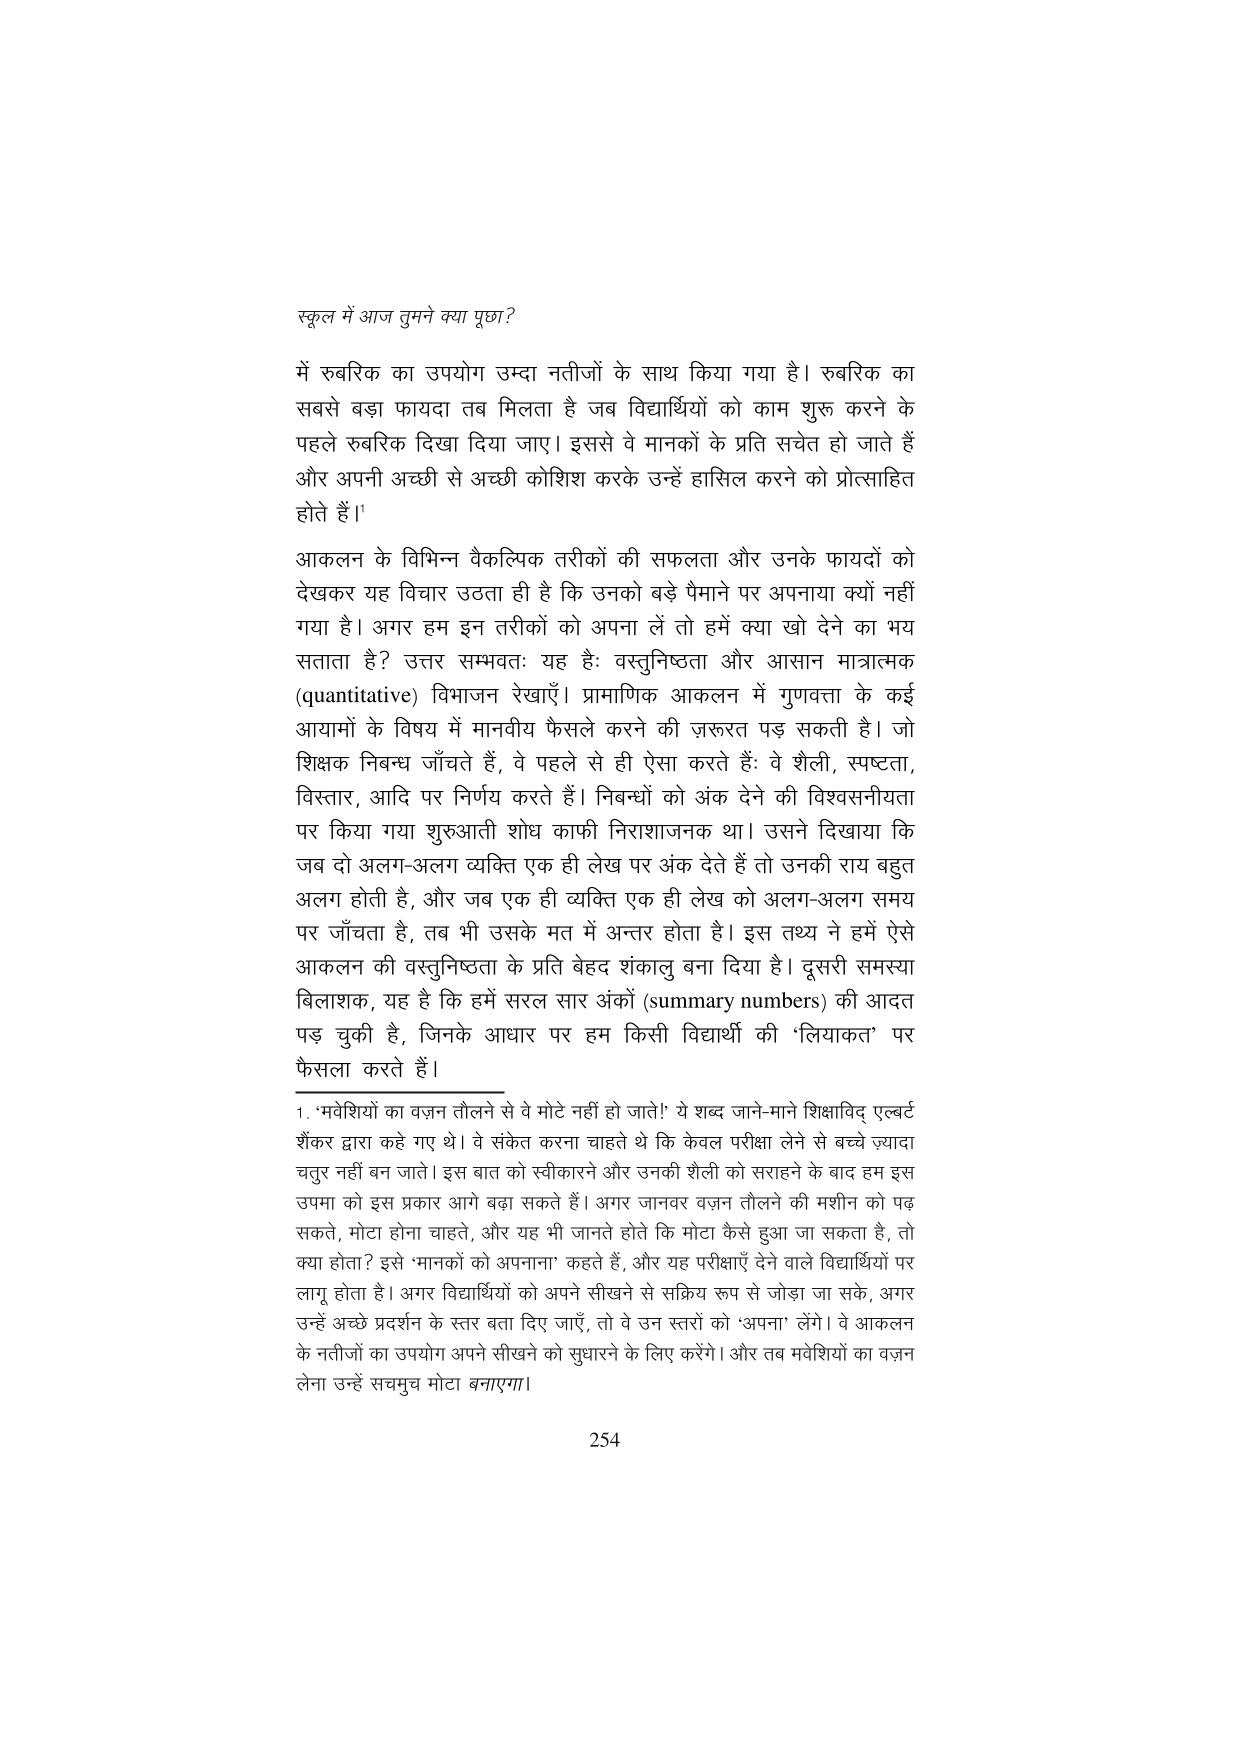 स्कूल में आज तुमने क्या पूछा?
में रुबरिक का उपयोग उम्दा नतीजों के साथ किया गया है। रुबरिक का
सबसे बड़ा फायदा तब मिलता है जब विद्यार्थियों को काम शुरू करने के
पहले रुबरिक दिखा दिया जाए। इससे वे मानकों के प्रति सचेत हो जाते हैं
और अपनी अच्छी से अच्छी कोशिश करके उन्हें हासिल करने को प्रोत्साहित
होते हैं।¹
आकलन के विभिन्न वैकल्पिक तरीकों की सफलता और उनके फायदों को
देखकर यह विचार उठता ही है कि उनको बड़े पैमाने पर अपनाया क्यों नहीं
गया है। अगर हम इन तरीकों को अपना लें तो हमें क्या खो देने का भय
सताता है? उत्तर सम्भवतः यह हैः वस्तुनिष्ठता और आसान मात्रात्मक
(quantitative) विभाजन रेखाएँ। प्रामाणिक आकलन में गुणवत्ता के कई
आयामों के विषय में मानवीय फैसले करने की ज़रूरत पड़ सकती है। जो
शिक्षक निबन्ध जाँचते हैं, वे पहले से ही ऐसा करते हैंः वे शैली, स्पष्टता,
विस्तार, आदि पर निर्णय करते हैं। निबन्धों को अंक देने की विश्वसनीयता
पर किया गया शुरुआती शोध काफी निराशाजनक था। उसने दिखाया कि
जब दो अलग-अलग व्यक्ति एक ही लेख पर अंक देते हैं तो उनकी राय बहुत
अलग होती है, और जब एक ही व्यक्ति एक ही लेख को अलग-अलग समय
पर जाँचता है, तब भी उसके मत में अन्तर होता है। इस तथ्य ने हमें ऐसे
आकलन की वस्तुनिष्ठता के प्रति बेहद शंकालु बना दिया है। दूसरी समस्या
बिलाशक, यह है कि हमें सरल सार अंकों (summary numbers) की आदत
पड़ चुकी है, जिनके आधार पर हम किसी विद्यार्थी की ‘लियाकत’ पर
फैसला करते हैं।
1. ‘मवेशियों का वज़न तौलने से वे मोटे नहीं हो जाते!’ ये शब्द जाने-माने शिक्षाविद् एल्बर्ट
शैंकर द्वारा कहे गए थे। वे संकेत करना चाहते थे कि केवल परीक्षा लेने से बच्चे ज़्यादा
चतुर नहीं बन जाते। इस बात को स्वीकारने और उनकी शैली को सराहने के बाद हम इस
उपमा को इस प्रकार आगे बढ़ा सकते हैं। अगर जानवर वज़न तौलने की मशीन को पढ़
सकते, मोटा होना चाहते, और यह भी जानते होते कि मोटा कैसे हुआ जा सकता है, तो
क्या होता? इसे ‘मानकों को अपनाना’ कहते हैं, और यह परीक्षाएँ देने वाले विद्यार्थियों पर
लागू होता है। अगर विद्यार्थियों को अपने सीखने से सक्रिय रूप से जोड़ा जा सके, अगर
उन्हें अच्छे प्रदर्शन के स्तर बता दिए जाएँ, तो वे उन स्तरों को ‘अपना’ लेंगे। वे आकलन
के नतीजों का उपयोग अपने सीखने को सुधारने के लिए करेंगे। और तब मवेशियों का वज़न
लेना उन्हें सचमुच मोटा बनाएगा।
254